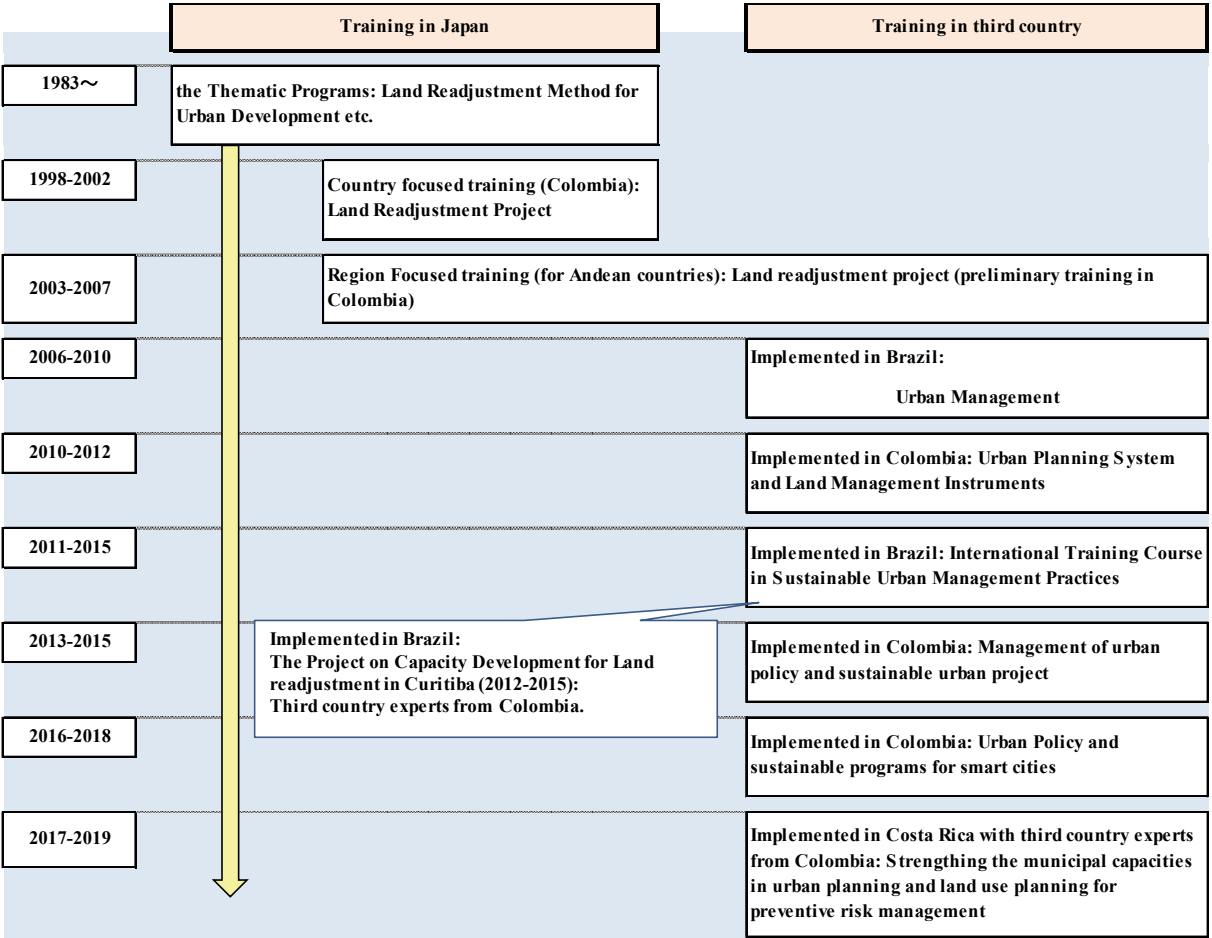 Training in Japan
Training in third country
1983～
the Thematic Programs: Land Readjustment Method for
Urban Development etc.
1998-2002
Country focused training (Colombia):
Land Readjustment Project
2003-2007
Region Focused training (for Andean countries): Land readjustment project (preliminary training in
Colombia)
2006-2010
Implemented in Brazil:
Urban Management
2010-2012
Implemented in Colombia: Urban Planning System
and Land Management Instruments
2011-2015
Implemented in Brazil: International Training Course
in Sustainable Urban Management Practices
Implemented in Brazil:
The Project on Capacity Development for Land
readjustment in Curitiba (2012-2015):
Third country experts from Colombia.
2013-2015
Implemented in Colombia: Management of urban
policy and sustainable urban project
2016-2018
Implemented in Colombia: Urban Policy and
sustainable programs for smart cities
2017-2019
Implemented in Costa Rica with third country experts
from Colombia: Strengthing the municipal capacities
in urban planning and land use planning for
preventive risk management